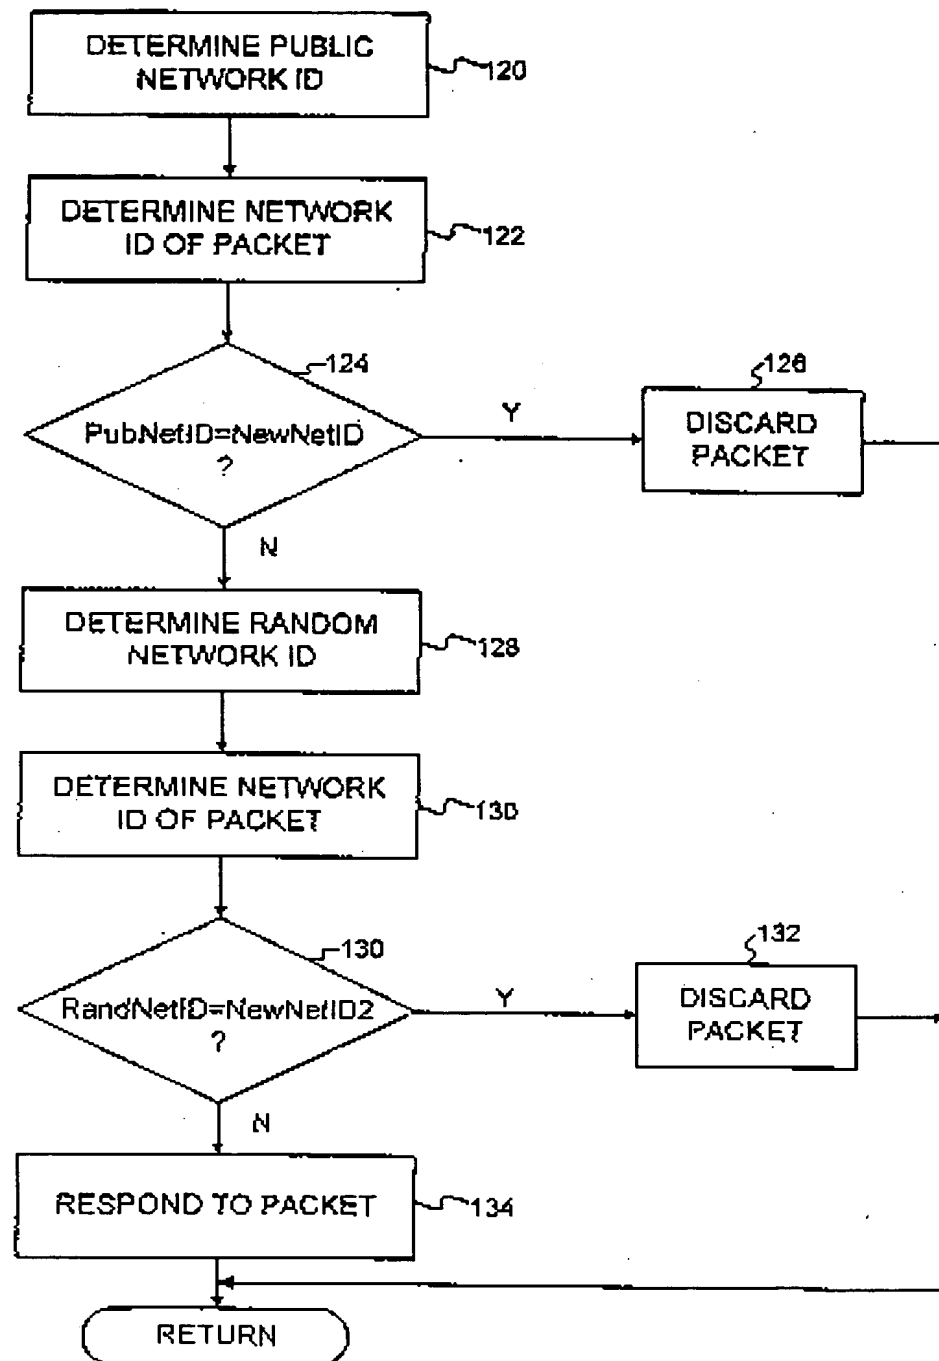 DETERMINE PUBLIC
NETWORK ID
120
DETERMINE NETWORK
ID OF PACKET
122
124
PubNetID=NewNetID
?
Y
N
126
DISCARD
PACKET
DETERMINE RANDOM
NETWORK ID
128
DETERMINE NETWORK
ID OF PACKET
130
130
RandNetID=NewNetID2
?
Y
N
132
DISCARD
PACKET
RESPOND TO PACKET
134
RETURN